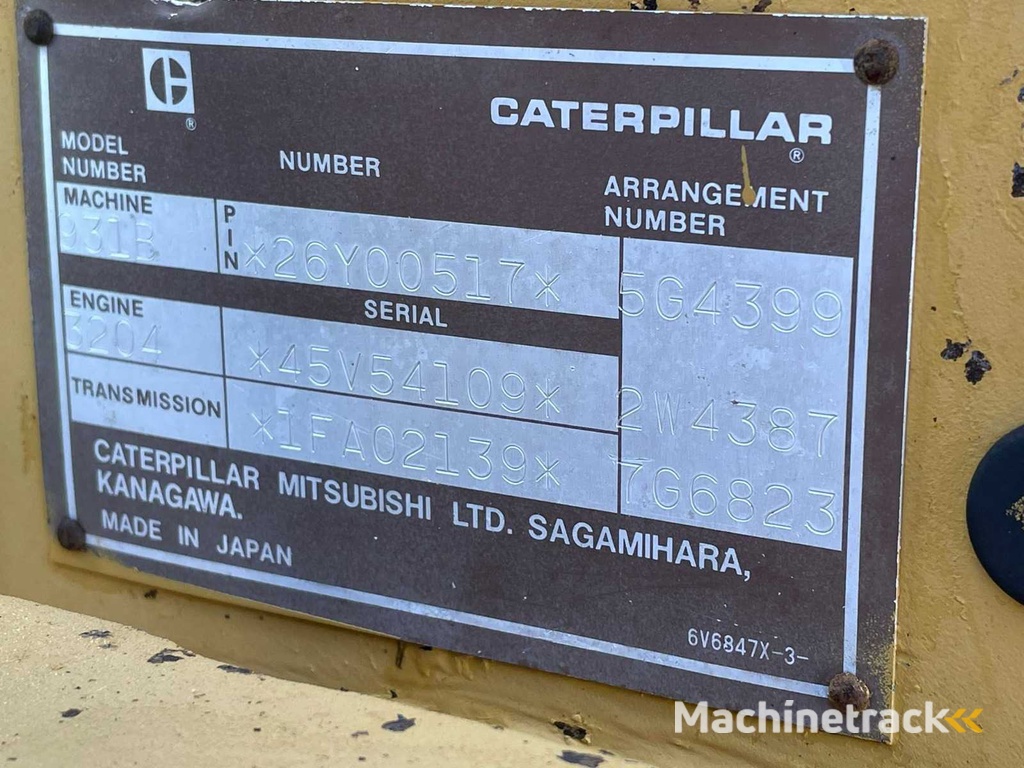 C
®
CATERPILLAR
®
MODEL
NUMBER
NUMBER
ARRANGEMENT
NUMBER
MACHINE
931B
PIN
*26Y00517*
5G4399
ENGINE
3204
SERIAL
*45V54109*
2W4387
TRANSMISSION
*1FA02139*
7G6823
CATERPILLAR MITSUBISHI LTD. SAGAMIHARA,
KANAGAWA.
MADE IN JAPAN
6V6847X-3-
Machinetrack